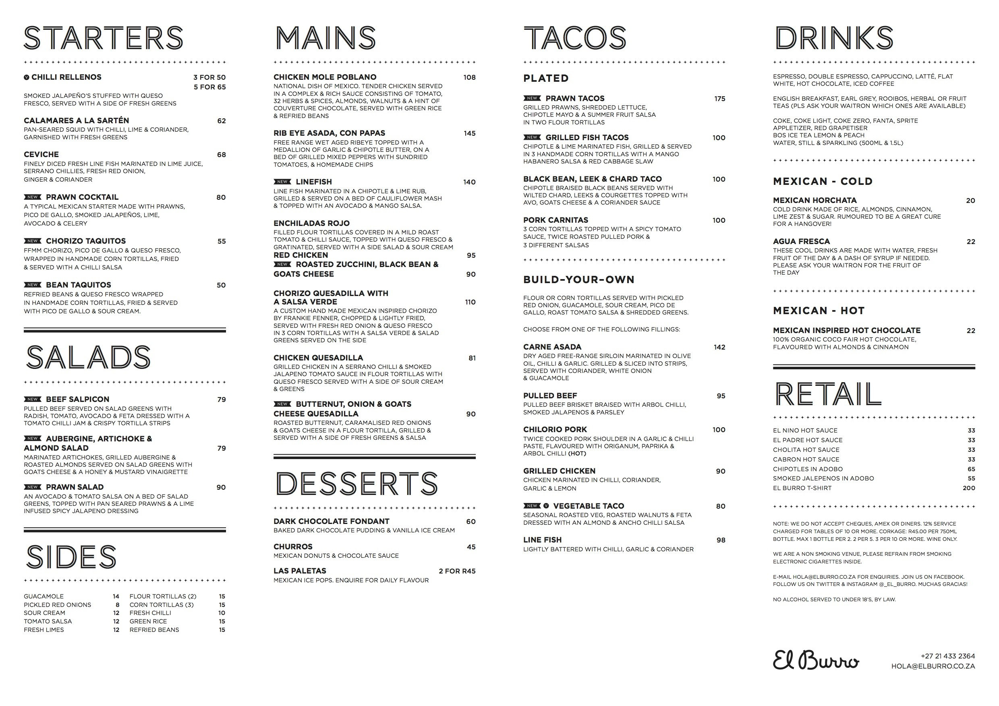 STARTERS
V CHILLI RELLENOS 3 FOR 50
5 FOR 65
SMOKED JALAPEÑO'S STUFFED WITH QUESO
FRESCO, SERVED WITH A SIDE OF FRESH GREENS
CALAMARES A LA SARTÉN 62
PAN-SEARED SQUID WITH CHILLI, LIME & CORIANDER,
GARNISHED WITH FRESH GREENS
CEVICHE 68
FINELY DICED FRESH LINE FISH MARINATED IN LIME JUICE,
SERRANO CHILLIES, FRESH RED ONION,
GINGER & CORIANDER
NEW PRAWN COCKTAIL 80
A TYPICAL MEXICAN STARTER MADE WITH PRAWNS,
PICO DE GALLO, SMOKED JALAPEÑOS, LIME,
AVOCADO & CELERY
NEW CHORIZO TAQUITOS 55
FFMM CHORIZO, PICO DE GALLO & QUESO FRESCO,
WRAPPED IN HANDMADE CORN TORTILLAS, FRIED
& SERVED WITH A CHILLI SALSA
NEW BEAN TAQUITOS 50
REFRIED BEANS & QUESO FRESCO WRAPPED
IN HANDMADE CORN TORTILLAS, FRIED & SERVED
WITH PICO DE GALLO & SOUR CREAM.
SALADS
NEW BEEF SALPICON 79
PULLED BEEF SERVED ON SALAD GREENS WITH
RADISH, TOMATO, AVOCADO & FETA DRESSED WITH A
TOMATO CHILLI JAM & CRISPY TORTILLA STRIPS
NEW AUBERGINE, ARTICHOKE &
ALMOND SALAD 79
MARINATED ARTICHOKES, GRILLED AUBERGINE &
ROASTED ALMONDS SERVED ON SALAD GREENS WITH
GOATS CHEESE & A HONEY & MUSTARD VINAIGRETTE
NEW PRAWN SALAD 90
AN AVOCADO & TOMATO SALSA ON A BED OF SALAD
GREENS, TOPPED WITH PAN SEARED PRAWNS & A LIME
INFUSED SPICY JALAPENO DRESSING
SIDES
GUACAMOLE 14 FLOUR TORTILLAS (2) 15
PICKLED RED ONIONS 8 CORN TORTILLAS (3) 15
SOUR CREAM 12 FRESH CHILLI 10
TOMATO SALSA 12 GREEN RICE 15
FRESH LIMES 12 REFRIED BEANS 15
MAINS
CHICKEN MOLE POBLANO 108
NATIONAL DISH OF MEXICO. TENDER CHICKEN SERVED
IN A COMPLEX & RICH SAUCE CONSISTING OF TOMATO,
32 HERBS & SPICES, ALMONDS, WALNUTS & A HINT OF
COUVERTURE CHOCOLATE, SERVED WITH GREEN RICE
& REFRIED BEANS
RIB EYE ASADA, CON PAPAS 145
FREE RANGE WET AGED RIBEYE TOPPED WITH A
MEDALLION OF GARLIC & CHIPOTLE BUTTER, ON A
BED OF GRILLED MIXED PEPPERS WITH SUNDRIED
TOMATOES, & HOMEMADE CHIPS
NEW LINEFISH 140
LINE FISH MARINATED IN A CHIPOTLE & LIME RUB,
GRILLED & SERVED ON A BED OF CAULIFLOWER MASH
& TOPPED WITH AN AVOCADO & MANGO SALSA.
ENCHILADAS ROJO
FILLED FLOUR TORTILLAS COVERED IN A MILD ROAST
TOMATO & CHILLI SAUCE, TOPPED WITH QUESO FRESCO &
GRATINATED, SERVED WITH A SIDE SALAD & SOUR CREAM
RED CHICKEN 95
NEW ROASTED ZUCCHINI, BLACK BEAN &
GOATS CHEESE 90
CHORIZO QUESADILLA WITH
A SALSA VERDE 110
A CUSTOM HAND MADE MEXICAN INSPIRED CHORIZO
BY FRANKIE FENNER, CHOPPED & LIGHTLY FRIED,
SERVED WITH FRESH RED ONION & QUESO FRESCO
IN 3 CORN TORTILLAS WITH A SALSA VERDE & SALAD
GREENS SERVED ON THE SIDE
CHICKEN QUESADILLA 81
GRILLED CHICKEN IN A SERRANO CHILLI & SMOKED
JALAPENO TOMATO SAUCE IN FLOUR TORTILLAS WITH
QUESO FRESCO SERVED WITH A SIDE OF SOUR CREAM
& GREENS
NEW BUTTERNUT, ONION & GOATS
CHEESE QUESADILLA 90
ROASTED BUTTERNUT, CARAMALISED RED ONIONS
& GOATS CHEESE IN A FLOUR TORTILLA, GRILLED &
SERVED WITH A SIDE OF FRESH GREENS & SALSA
DESSERTS
DARK CHOCOLATE FONDANT 60
BAKED DARK CHOCOLATE PUDDING & VANILLA ICE CREAM
CHURROS 45
MEXICAN DONUTS & CHOCOLATE SAUCE
LAS PALETAS 2 FOR R45
MEXICAN ICE POPS. ENQUIRE FOR DAILY FLAVOUR
TACOS
PLATED
NEW PRAWN TACOS 175
GRILLED PRAWNS, SHREDDED LETTUCE,
CHIPOTLE MAYO & A SUMMER FRUIT SALSA
IN TWO FLOUR TORTILLAS
NEW GRILLED FISH TACOS 100
CHIPOTLE & LIME MARINATED FISH, GRILLED & SERVED
IN 3 HANDMADE CORN TORTILLAS WITH A MANGO
HABANERO SALSA & RED CABBAGE SLAW
BLACK BEAN, LEEK & CHARD TACO 100
CHIPOTLE BRAISED BLACK BEANS SERVED WITH
WILTED CHARD, LEEKS & COURGETTES TOPPED WITH
AVO, GOATS CHEESE & A CORIANDER SAUCE
PORK CARNITAS 100
3 CORN TORTILLAS TOPPED WITH A SPICY TOMATO
SAUCE, TWICE ROASTED PULLED PORK &
3 DIFFERENT SALSAS
BUILD-YOUR-OWN
FLOUR OR CORN TORTILLAS SERVED WITH PICKLED
RED ONION, GUACAMOLE, SOUR CREAM, PICO DE
GALLO, ROAST TOMATO SALSA & SHREDDED GREENS.
CHOOSE FROM ONE OF THE FOLLOWING FILLINGS:
CARNE ASADA 142
DRY AGED FREE-RANGE SIRLOIN MARINATED IN OLIVE
OIL, CHILLI & GARLIC. GRILLED & SLICED INTO STRIPS,
SERVED WITH CORIANDER, WHITE ONION
& GUACAMOLE
PULLED BEEF 95
PULLED BEEF BRISKET BRAISED WITH ARBOL CHILLI,
SMOKED JALAPENOS & PARSLEY
CHILORIO PORK 100
TWICE COOKED PORK SHOULDER IN A GARLIC & CHILLI
PASTE, FLAVOURED WITH ORIGANUM, PAPRIKA &
ARBOL CHILLI (HOT)
GRILLED CHICKEN 90
CHICKEN MARINATED IN CHILLI, CORIANDER,
GARLIC & LEMON
NEW V VEGETABLE TACO 80
SEASONAL ROASTED VEG, ROASTED WALNUTS & FETA
DRESSED WITH AN ALMOND & ANCHO CHILLI SALSA
LINE FISH 98
LIGHTLY BATTERED WITH CHILLI, GARLIC & CORIANDER
DRINKS
ESPRESSO, DOUBLE ESPRESSO, CAPPUCCINO, LATTÉ, FLAT
WHITE, HOT CHOCOLATE, ICED COFFEE
ENGLISH BREAKFAST, EARL GREY, ROOIBOS, HERBAL OR FRUIT
TEAS (PLS ASK YOUR WAITRON WHICH ONES ARE AVAILABLE)
COKE, COKE LIGHT, COKE ZERO, FANTA, SPRITE
APPLETIZER, RED GRAPETISER
BOS ICE TEA LEMON & PEACH
WATER, STILL & SPARKLING (500ML & 1.5L)
MEXICAN - COLD
MEXICAN HORCHATA 20
COLD DRINK MADE OF RICE, ALMONDS, CINNAMON,
LIME ZEST & SUGAR. RUMOURED TO BE A GREAT CURE
FOR A HANGOVER!
AGUA FRESCA 22
THESE COOL DRINKS ARE MADE WITH WATER, FRESH
FRUIT OF THE DAY & A DASH OF SYRUP IF NEEDED.
PLEASE ASK YOUR WAITRON FOR THE FRUIT OF
THE DAY
MEXICAN - HOT
MEXICAN INSPIRED HOT CHOCOLATE 22
100% ORGANIC COCO FAIR HOT CHOCOLATE,
FLAVOURED WITH ALMONDS & CINNAMON
RETAIL
EL NINO HOT SAUCE 33
EL PADRE HOT SAUCE 33
CHOLITA HOT SAUCE 33
CABRON HOT SAUCE 33
CHIPOTLES IN ADOBO 65
SMOKED JALEPENOS IN ADOBO 55
EL BURRO T-SHIRT 200
NOTE: WE DO NOT ACCEPT CHEQUES, AMEX OR DINERS. 12% SERVICE
CHARGED FOR TABLES OF 10 OR MORE. CORKAGE: R45.00 PER 750ML
BOTTLE. MAX 1 BOTTLE PER 2. 2 PER 5. 3 PER 10 OR MORE. WINE ONLY.
WE ARE A NON SMOKING VENUE, PLEASE REFRAIN FROM SMOKING
ELECTRONIC CIGARETTES INSIDE.
E-MAIL HOLA@ELBURRO.CO.ZA FOR ENQUIRIES. JOIN US ON FACEBOOK.
FOLLOW US ON TWITTER & INSTAGRAM @_EL_BURRO. MUCHAS GRACIAS!
NO ALCOHOL SERVED TO UNDER 18'S, BY LAW.
El Burro
+27 21 433 2364
HOLA@ELBURRO.CO.ZA